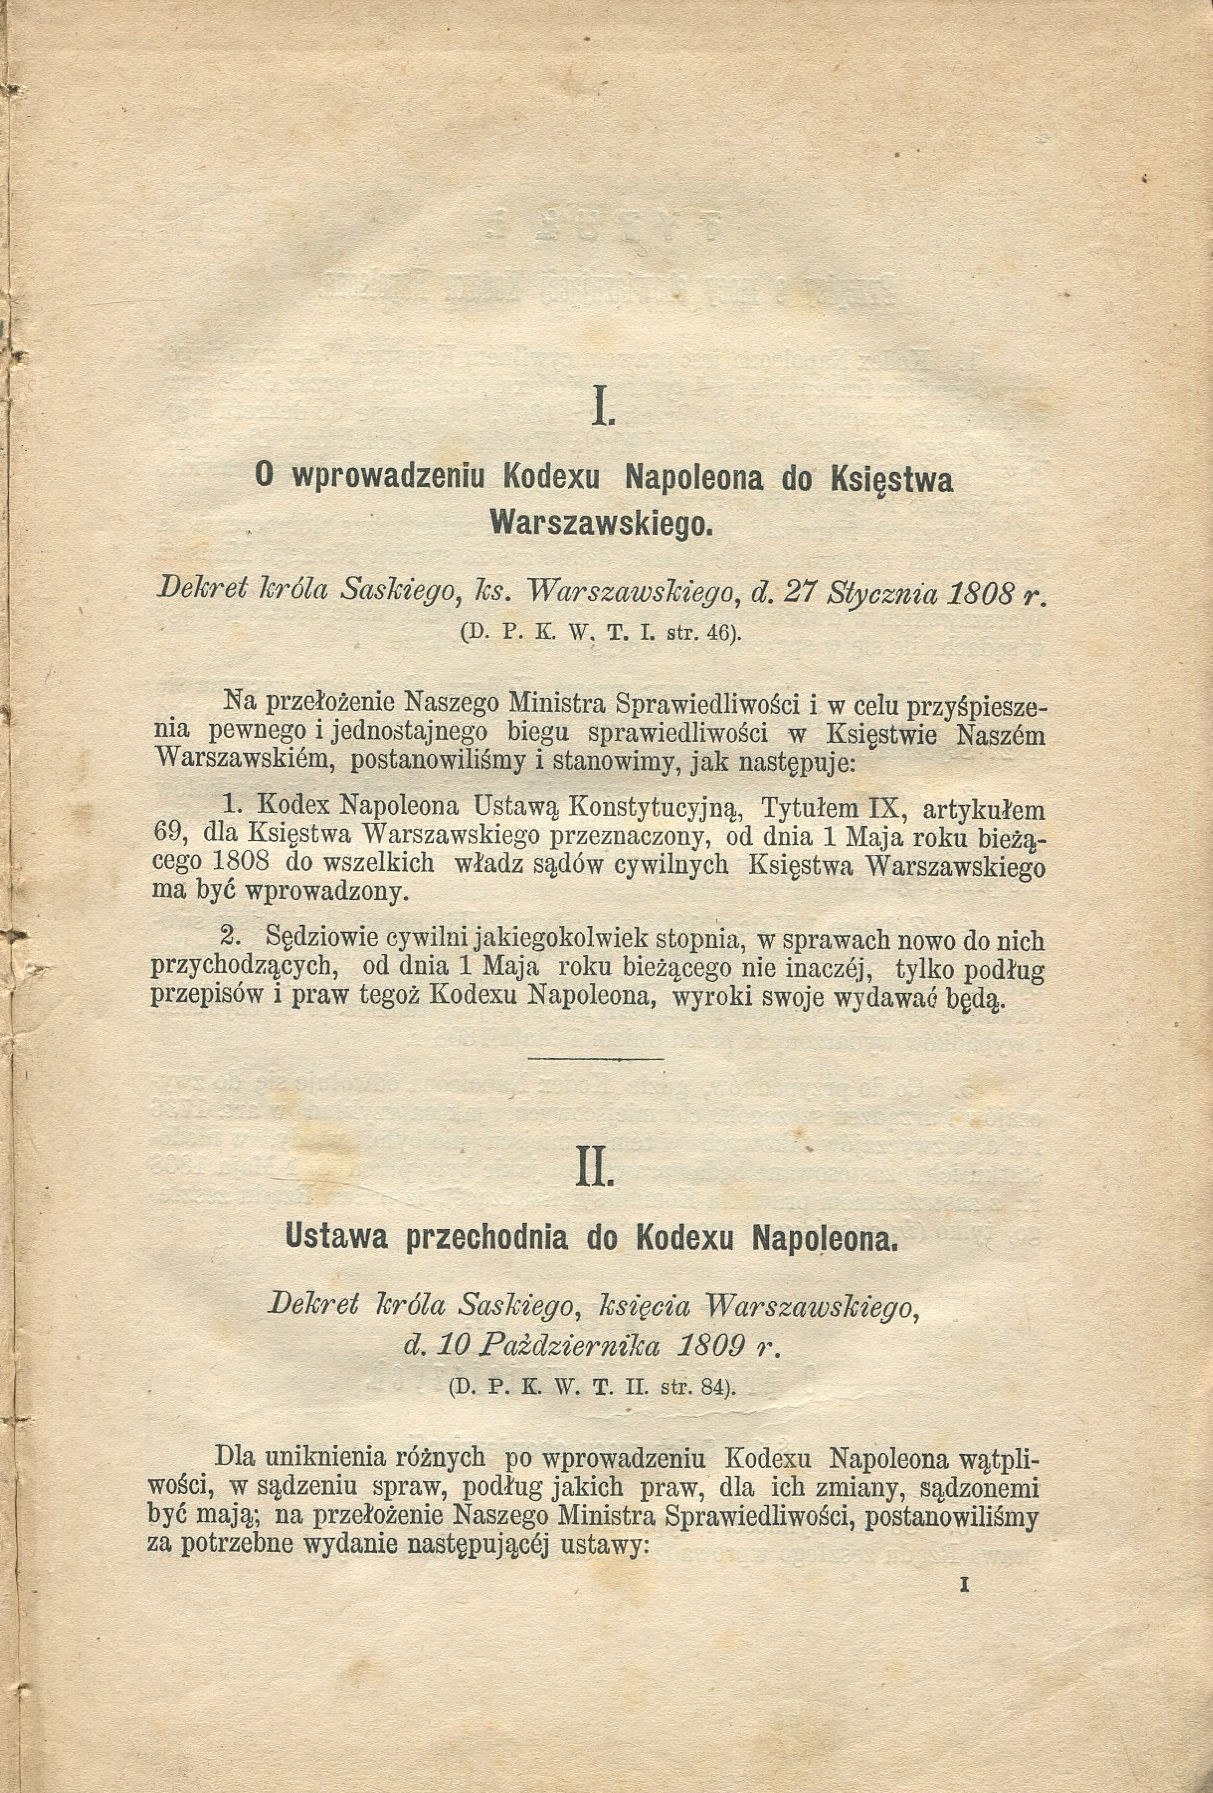 I.
O wprowadzeniu Kodexu Napoleona do Księstwa
Warszawskiego.
Dekret króla Saskiego, ks. Warszawskiego, d. 27 Stycznia 1808 r.
(D. P. K. W. T. I. str. 46).
Na przełożenie Naszego Ministra Sprawiedliwości i w celu przyśpiesze-
nia pewnego i jednostajnego biegu sprawiedliwości w Księstwie Naszém
Warszawskiém, postanowiliśmy i stanowimy, jak następuje:
1. Kodex Napoleona Ustawą Konstytucyjną, Tytułem IX, artykułem
69, dla Księstwa Warszawskiego przeznaczony, od dnia 1 Maja roku bieżą-
cego 1808 do wszelkich władz sądów cywilnych Księstwa Warszawskiego
ma być wprowadzony.
2. Sędziowie cywilni jakiegokolwiek stopnia, w sprawach nowo do nich
przychodzących, od dnia 1 Maja roku bieżącego nie inaczéj, tylko podług
przepisów i praw tegoż Kodexu Napoleona, wyroki swoje wydawać będą.
II.
Ustawa przechodnia do Kodexu Napoleona.
Dekret króla Saskiego, księcia Warszawskiego,
d. 10 Października 1809 r.
(D. P. K. W. T. II. str. 84).
Dla uniknienia różnych po wprowadzeniu Kodexu Napoleona wątpli-
wości, w sądzeniu spraw, podług jakich praw, dla ich zmiany, sądzonemi
być mają; na przełożenie Naszego Ministra Sprawiedliwości, postanowiliśmy
za potrzebne wydanie następującéj ustawy:
I